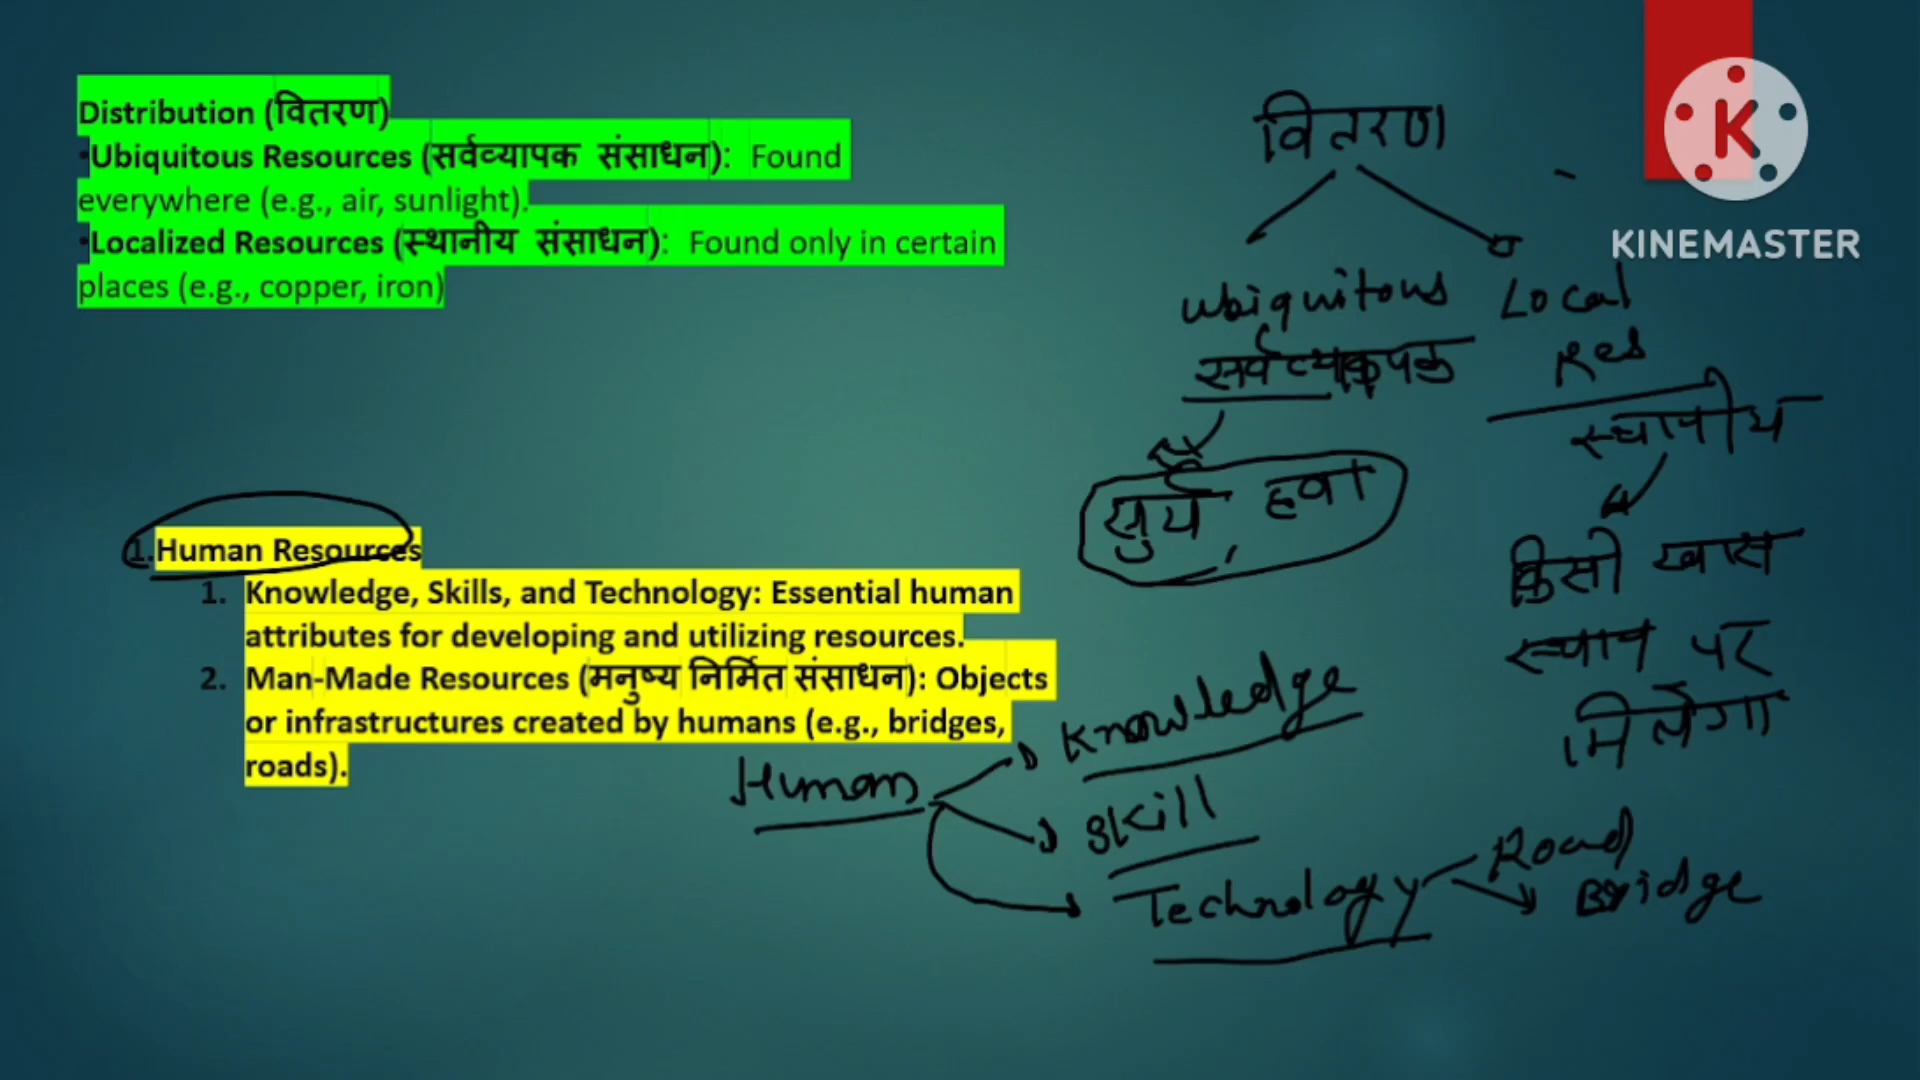 Distribution (वितरण)
•Ubiquitous Resources (सर्वव्यापक संसाधन): Found
everywhere (e.g., air, sunlight).
•Localized Resources (स्थानीय संसाधन): Found only in certain
places (e.g., copper, iron)
1.Human Resources
1. Knowledge, Skills, and Technology: Essential human
attributes for developing and utilizing resources.
2. Man-Made Resources (मनुष्य निर्मित संसाधन): Objects
or infrastructures created by humans (e.g., bridges,
roads).
वितरण
Ubiquitous
Local
Res
स्थानीय
सूर्य, हवा
किसी खास
स्थान पर
मिलेगा
Human
Knowledge
Skill
Technology
Road
Bridge
K
KINEMASTER